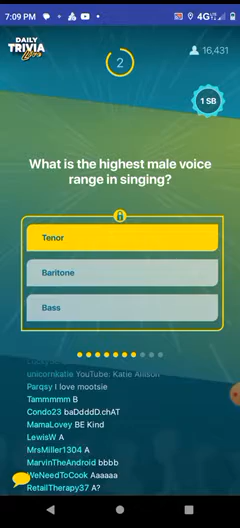 7:09 PM
4G
DAILY
TRIVIA
Live
2
16,431
1 SB
What is the highest male voice
range in singing?
Tenor
Baritone
Bass
unicornkatie YouTube: Katie Allison
Parqsy I love mootsie
Tammmmm B
Condo23 baDdddD.chAT
MamaLovey BE Kind
LewisW A
MrsMiller1304 A
MarvinTheAndroid bbbb
WeNeedToCook Aaaaaa
RetailTherapy37 A?